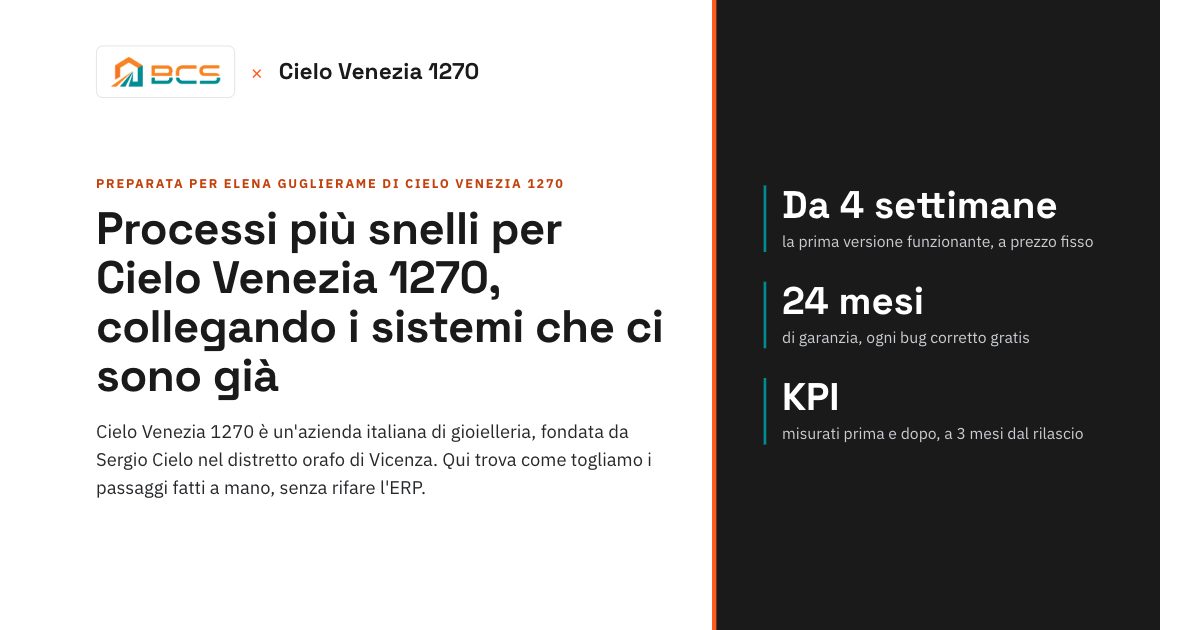 BCS × Cielo Venezia 1270
PREPARATA PER ELENA GUGLIERAME DI CIELO VENEZIA 1270
Processi più snelli per
Cielo Venezia 1270,
collegando i sistemi che ci
sono già
Cielo Venezia 1270 è un'azienda italiana di gioielleria, fondata da
Sergio Cielo nel distretto orafo di Vicenza. Qui trova come togliamo i
passaggi fatti a mano, senza rifare l'ERP.
Da 4 settimane
la prima versione funzionante, a prezzo fisso
24 mesi
di garanzia, ogni bug corretto gratis
KPI
misurati prima e dopo, a 3 mesi dal rilascio